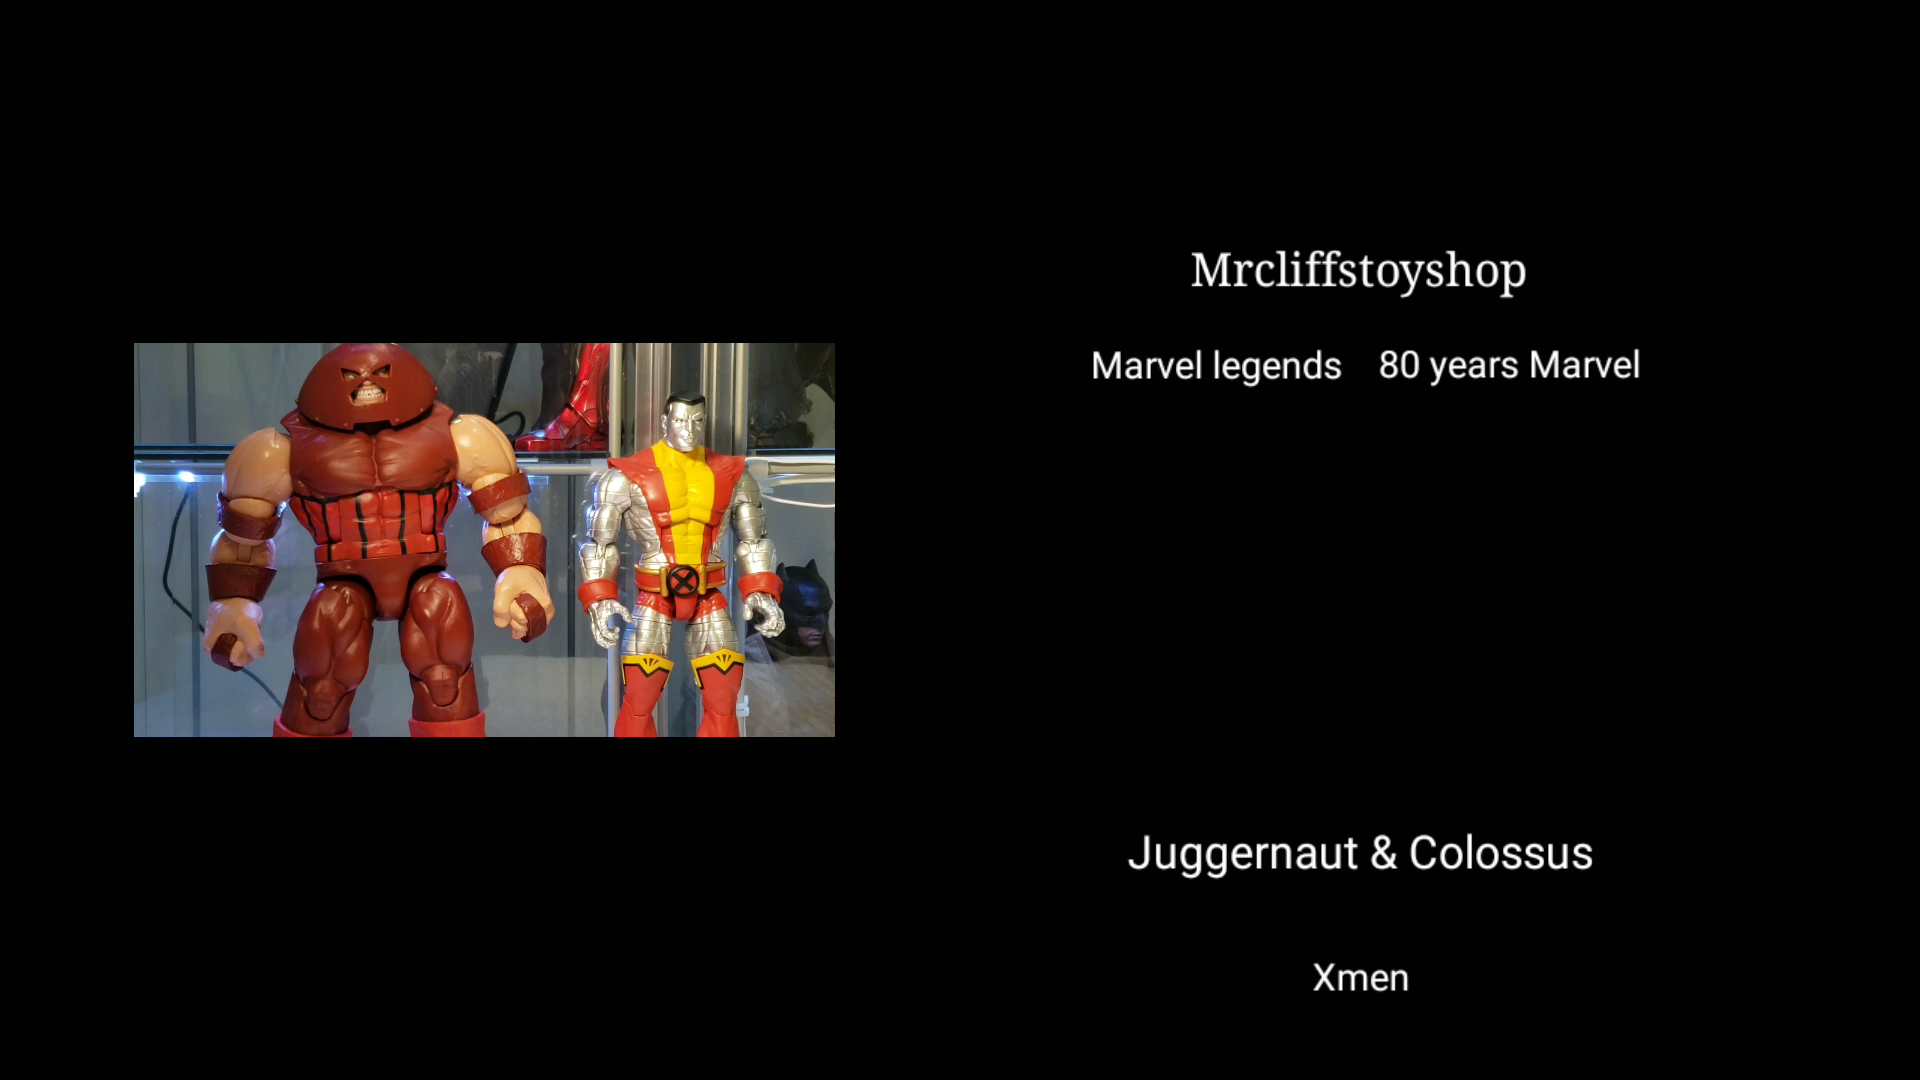 Mrcliffstoyshop
Marvel legends 80 years Marvel
Juggernaut & Colossus
Xmen